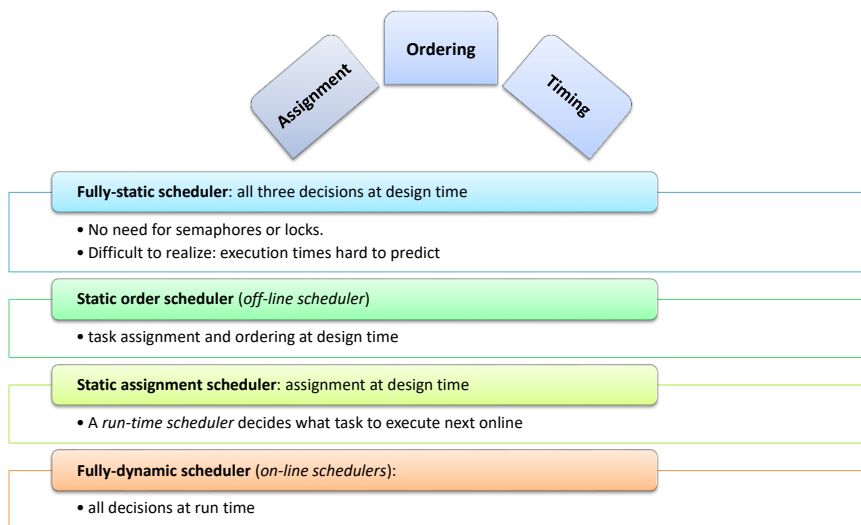 Assignment
Ordering
Timing
Fully-static scheduler: all three decisions at design time
• No need for semaphores or locks.
• Difficult to realize: execution times hard to predict
Static order scheduler (off-line scheduler)
• task assignment and ordering at design time
Static assignment scheduler: assignment at design time
• A run-time scheduler decides what task to execute next online
Fully-dynamic scheduler (on-line schedulers):
• all decisions at run time